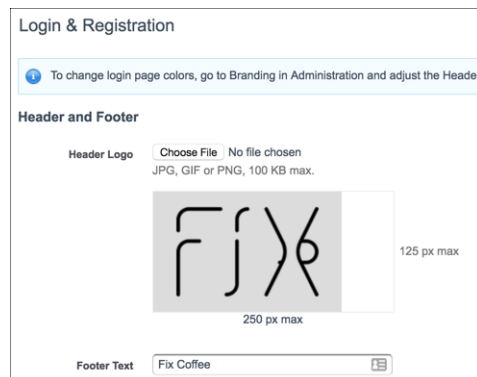 Login & Registration
To change login page colors, go to Branding in Administration and adjust the Heade
Header and Footer
Header Logo
Choose File No file chosen
JPG, GIF or PNG, 100 KB max.
FIX
125 px max
250 px max
Footer Text
Fix Coffee